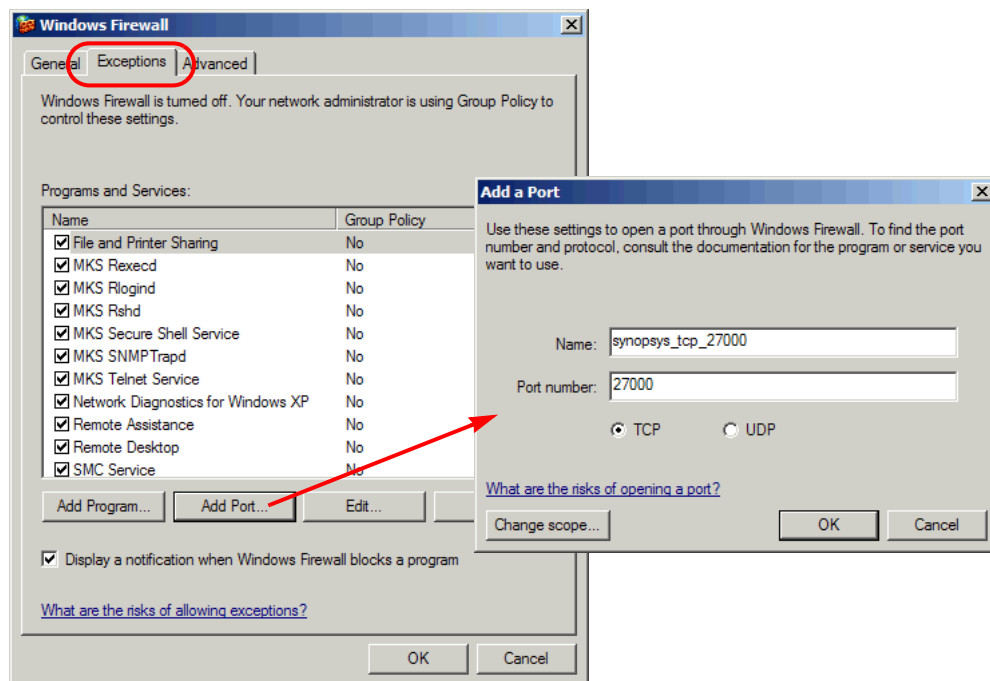 Windows Firewall
General Exceptions Advanced
Windows Firewall is turned off. Your network administrator is using Group Policy to
control these settings.
Programs and Services:
Name Group Policy
File and Printer Sharing No
MKS Rexecd No
MKS Rlogind No
MKS Rshd No
MKS Secure Shell Service No
MKS SNMPTrapd No
MKS Telnet Service No
Network Diagnostics for Windows XP No
Remote Assistance No
Remote Desktop No
SMC Service No
Add Program... Add Port... Edit...
Display a notification when Windows Firewall blocks a program
What are the risks of allowing exceptions?
OK Cancel
Add a Port
Use these settings to open a port through Windows Firewall. To find the port
number and protocol, consult the documentation for the program or service you
want to use.
Name: synopsys_tcp_27000
Port number: 27000
TCP UDP
What are the risks of opening a port?
Change scope... OK Cancel